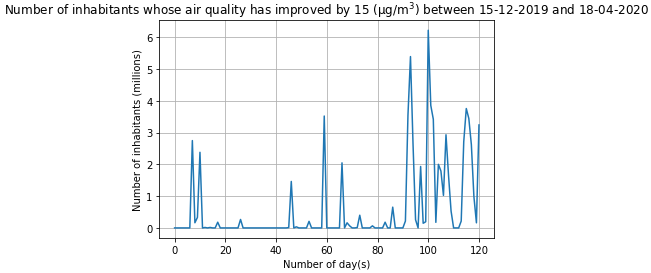 Number of inhabitants whose air quality has improved by 15 (μg/m³) between 15-12-2019 and 18-04-2020
Number of inhabitants (millions)
6
5
4
3
2
1
0
0 20 40 60 80 100 120
Number of day(s)